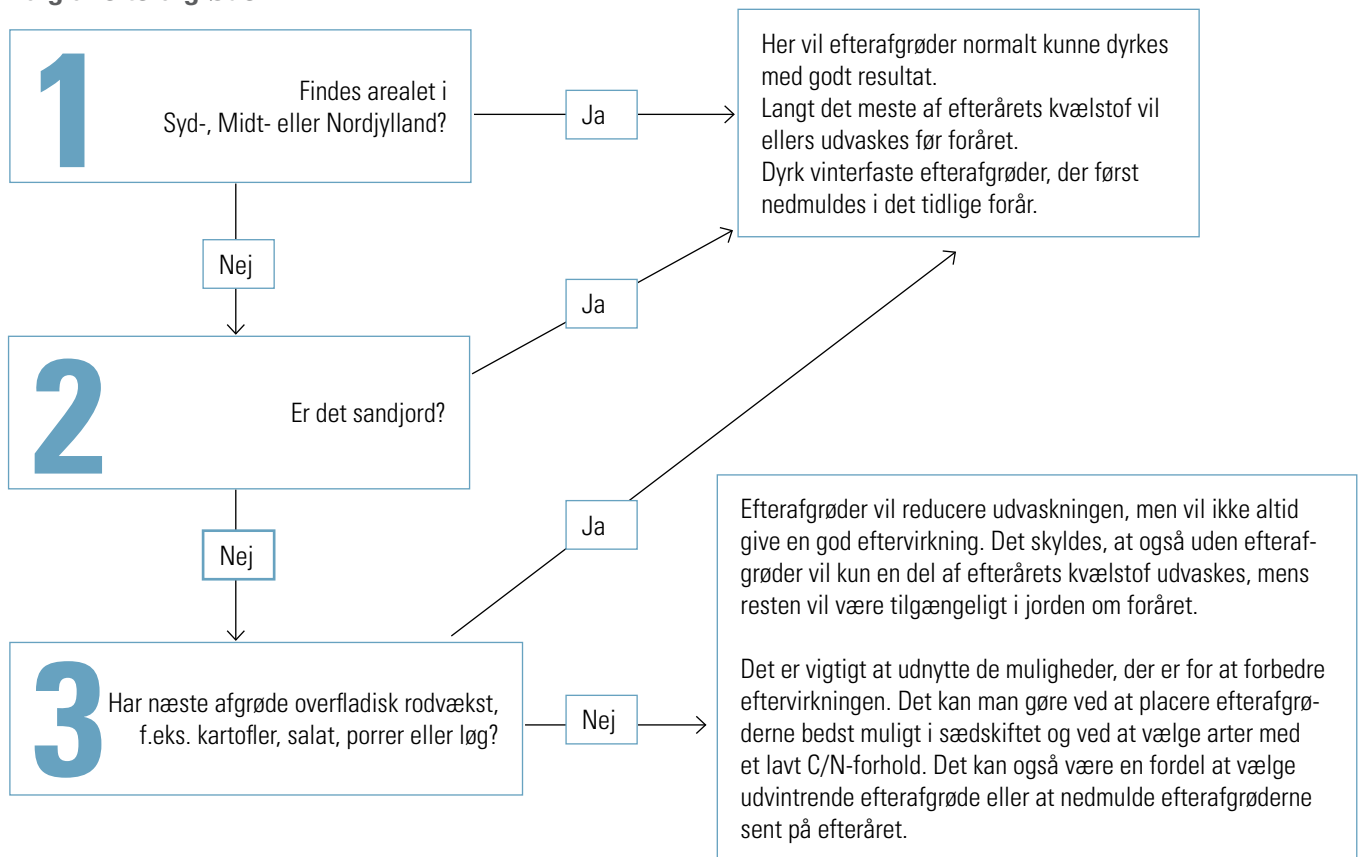 1
Findes arealet i
Syd-, Midt- eller Nordjylland?
Ja
Her vil efterafgrøder normalt kunne dyrkes
med godt resultat.
Langt det meste af efterårets kvælstof vil
ellers udvaskes før foråret.
Dyrk vinterfaste efterafgrøder, der først
nedmuldes i det tidlige forår.
Nej
2
Er det sandjord?
Ja
Nej
3
Har næste afgrøde overfladisk rodvækst,
f.eks. kartofler, salat, porrer eller løg?
Ja
Nej
Efterafgrøder vil reducere udvaskningen, men vil ikke altid
give en god eftervirkning. Det skyldes, at også uden efteraf-
grøder vil kun en del af efterårets kvælstof udvaskes, mens
resten vil være tilgængeligt i jorden om foråret.
Det er vigtigt at udnytte de muligheder, der er for at forbedre
eftervirkningen. Det kan man gøre ved at placere efterafgrø-
derne bedst muligt i sædskiftet og ved at vælge arter med
et lavt C/N-forhold. Det kan også være en fordel at vælge
udvintrende efterafgrøde eller at nedmulde efterafgrøderne
sent på efteråret.